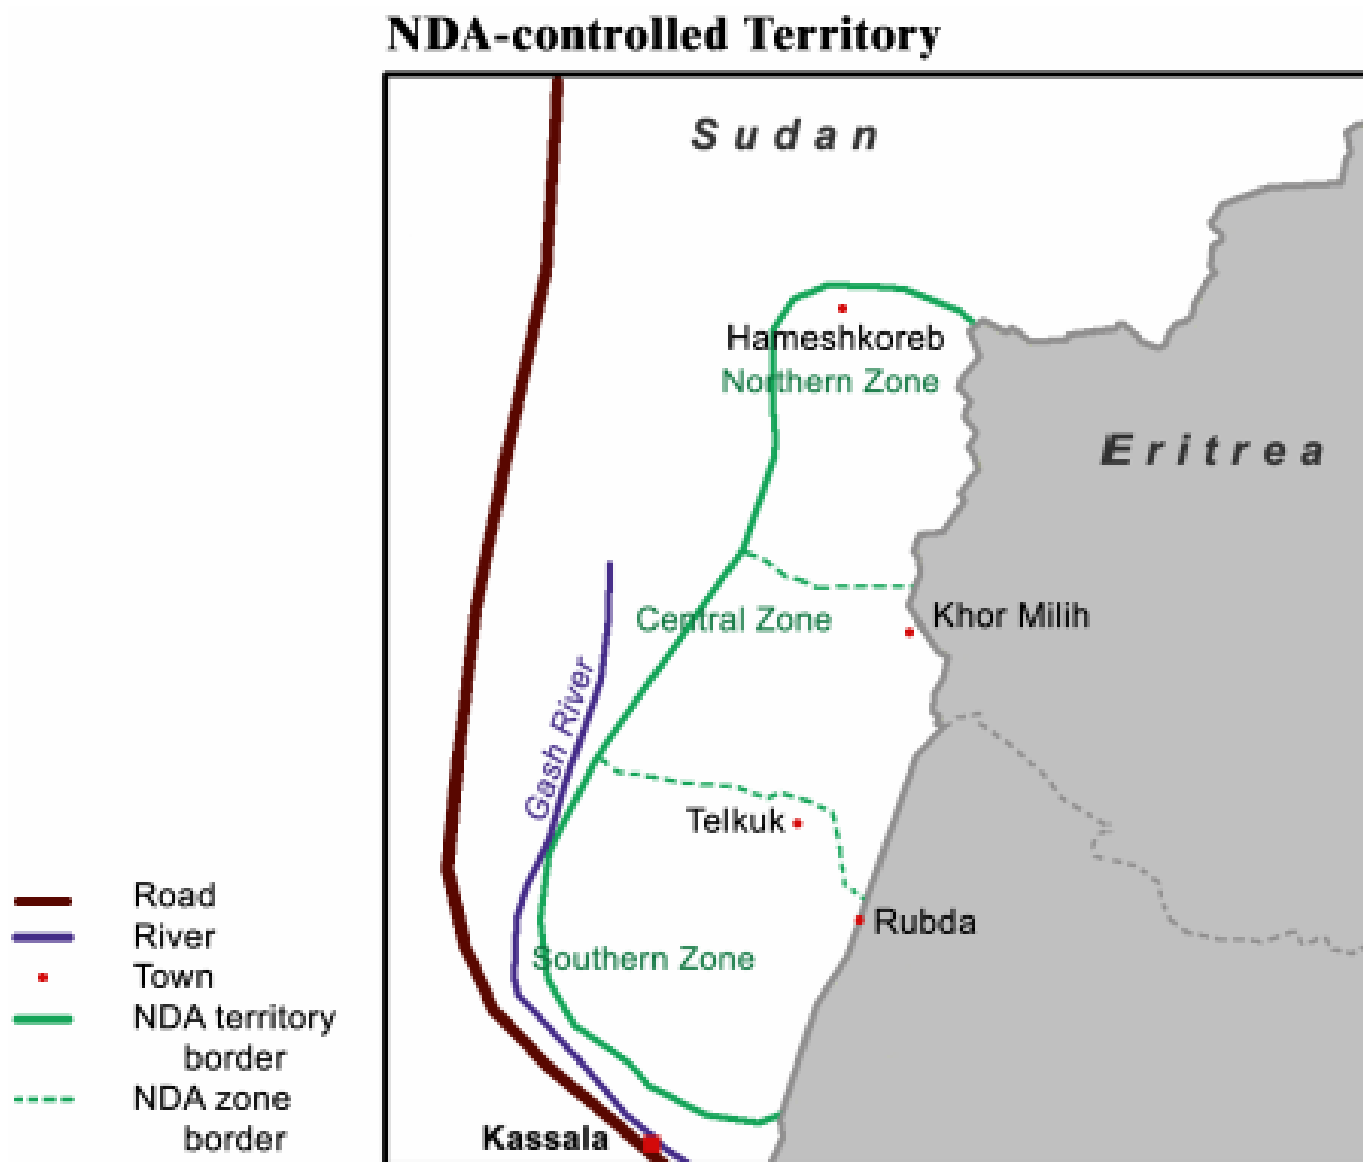 NDA-controlled Territory
Sudan
Hameshkoreb
Northern Zone
Eritrea
Khor Milih
Central Zone
Gash River
Telkuk
Rubda
Southern Zone
Kassala
Road
River
Town
NDA territory
border
NDA zone
border